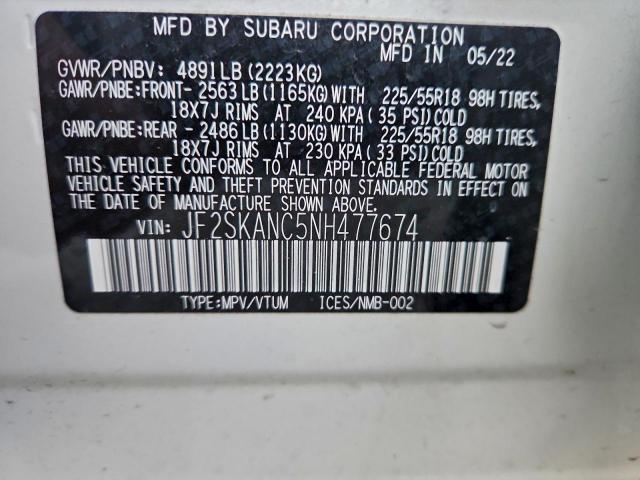 MFD BY SUBARU CORPORATION
MFD IN 05/22
GVWR/PNBV: 4891LB (2223KG)
GAWR/PNBE:FRONT- 2563LB (1165KG) WITH 225/55R18 98H TIRES,
18X7J RIMS AT 240 KPA (35 PSI) COLD
GAWR/PNBE:REAR - 2486LB (1130KG) WITH 225/55R18 98H TIRES,
18X7J RIMS AT 230 KPA (33 PSI) COLD
THIS VEHICLE CONFORMS TO ALL APPLICABLE FEDERAL MOTOR
VEHICLE SAFETY AND THEFT PREVENTION STANDARDS IN EFFECT ON
THE DATE OF MANUFACTURE SHOWN ABOVE.
VIN: JF2SKANC5NH477674
TYPE:MPV/VTUM ICES/NMB-002